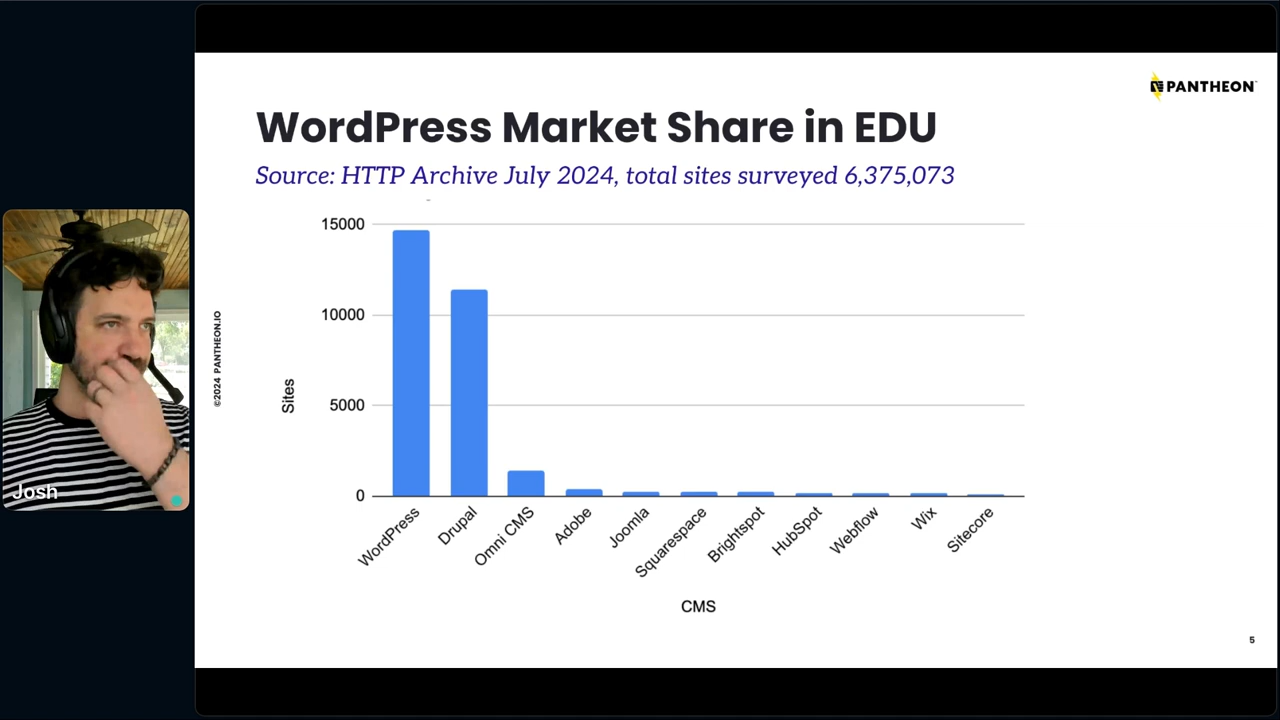 PANTHEON
WordPress Market Share in EDU
Source: HTTP Archive July 2024, total sites surveyed 6,375,073
15000
10000
5000
0
Sites
WordPress
Drupal
Omni CMS
Adobe
Joomla
Squarespace
Brightspot
HubSpot
Webflow
Wix
Sitecore
CMS
©2024 PANTHEON.IO
5
Josh